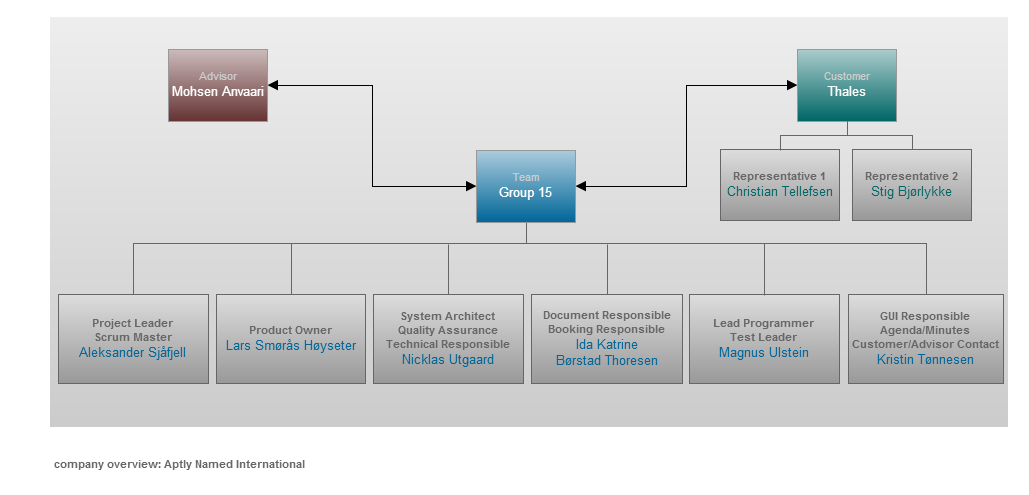 Advisor
Mohsen Anvaari
Customer
Thales
Team
Group 15
Representative 1
Christian Tellefsen
Representative 2
Stig Bjørlykke
Project Leader
Scrum Master
Aleksander Sjåfjell
Product Owner
Lars Smørås Høyseter
System Architect
Quality Assurance
Technical Responsible
Nicklas Utgaard
Document Responsible
Booking Responsible
Ida Katrine
Børstad Thoresen
Lead Programmer
Test Leader
Magnus Ulstein
GUI Responsible
Agenda/Minutes
Customer/Advisor Contact
Kristin Tønnesen
company overview: Aptly Named International